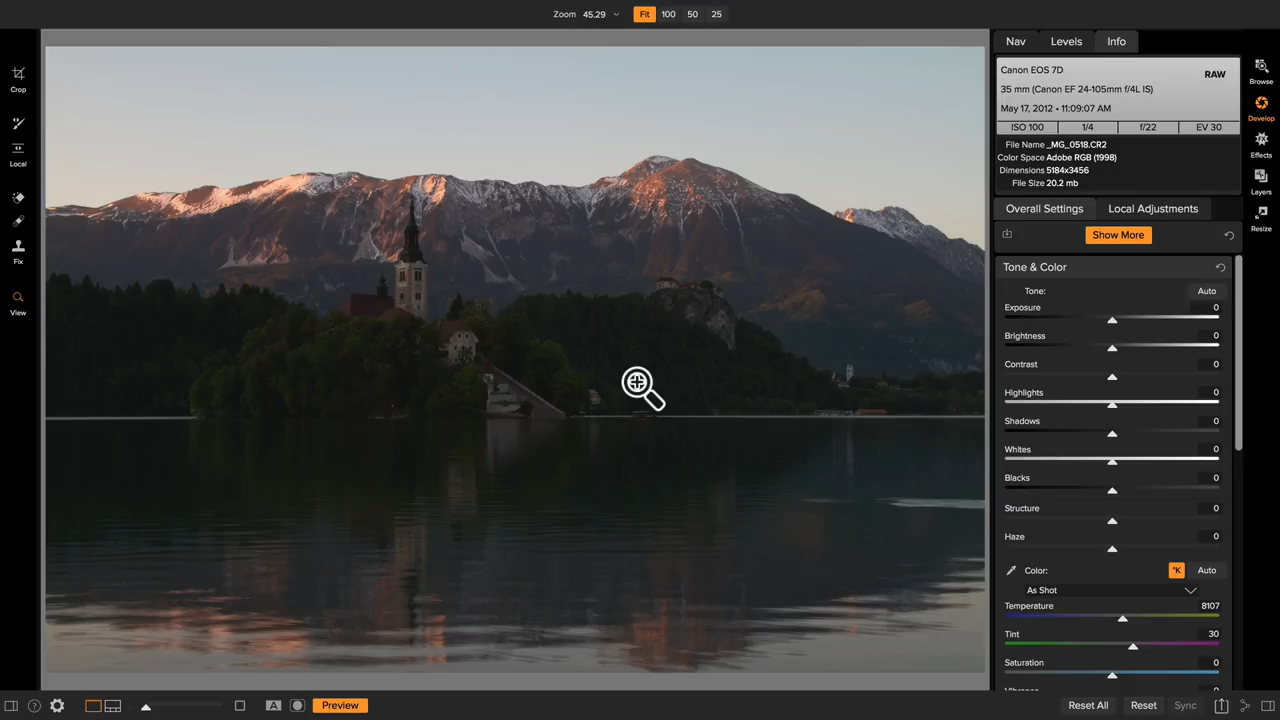 Zoom 45.29 Fit 100 50 25
Nav Levels Info
Canon EOS 7D RAW
35 mm (Canon EF 24-105mm f/4L IS)
May 17, 2012 • 11:09:07 AM
ISO 100 1/4 f/22 EV 30
File Name _MG_0518.CR2
Color Space Adobe RGB (1998)
Dimensions 5184x3456
File Size 20.2 mb
Overall Settings Local Adjustments
Show More
Tone & Color
Tone: Auto
Exposure 0
Brightness 0
Contrast 0
Highlights 0
Shadows 0
Whites 0
Blacks 0
Structure 0
Haze 0
Color: °K Auto
As Shot
Temperature 8107
Tint 30
Saturation 0
Vibrance
Crop
Local
Fix
View
Browse
Develop
Effects
Layers
Resize
? A Preview Reset All Reset Sync